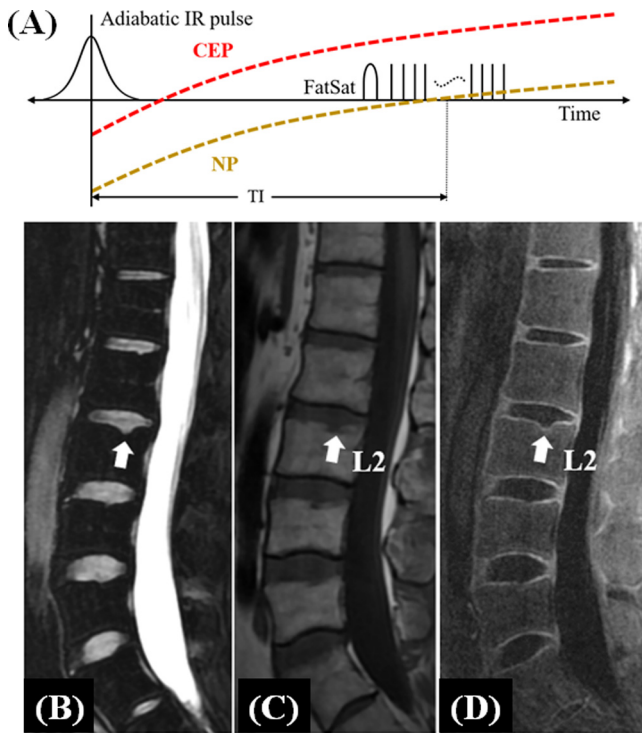 (A)
Adiabatic IR pulse
CEP
FatSat
Time
NP
TI
L2
L2
(B)
(C)
(D)